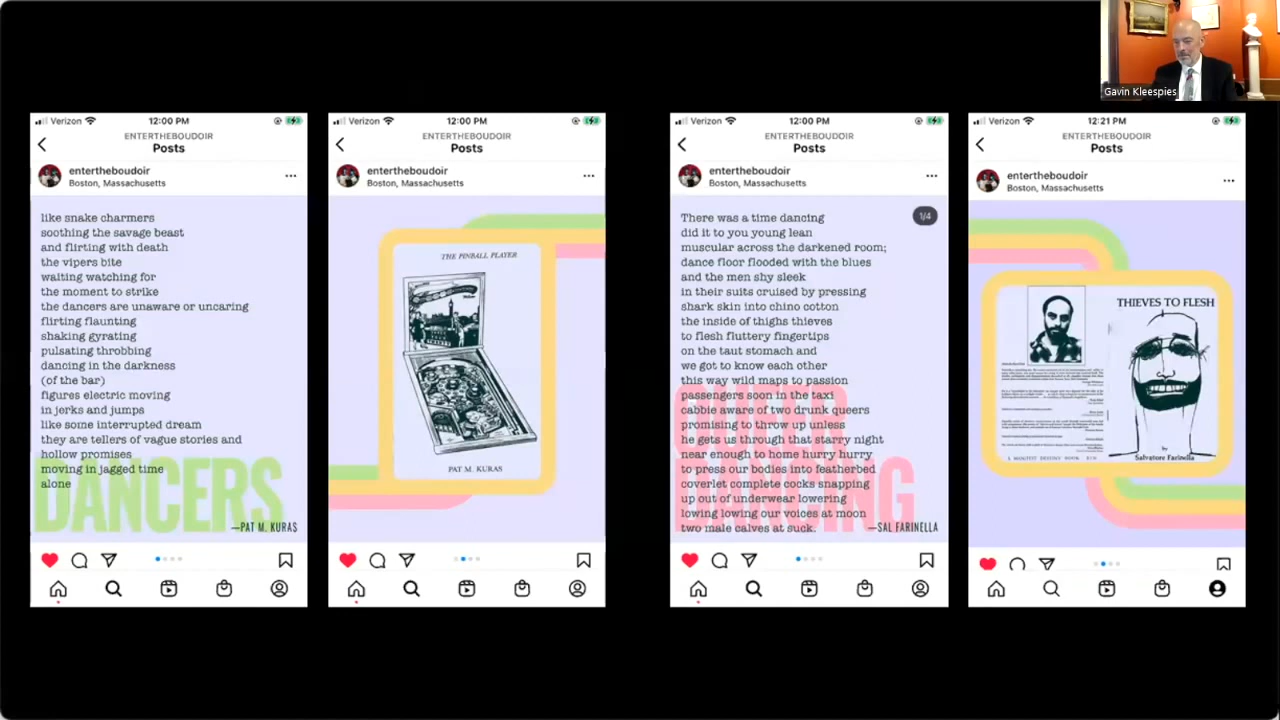 Gavin Kleespies
Verizon 12:00 PM
ENTERTHEBOUDOIR
Posts
entertheboudoir
Boston, Massachusetts
like snake charmers
soothing the savage beast
and flirting with death
the vipers bite
waiting watching for
the moment to strike
the dancers are unaware or uncaring
flirting flaunting
shaking gyrating
pulsating throbbing
dancing in the darkness
(of the bar)
figures electric moving
in jerks and jumps
like some interrupted dream
they are tellers of vague stories and
hollow promises
moving in jagged time
alone
DANCERS
—PAT M. KURAS
Verizon 12:00 PM
ENTERTHEBOUDOIR
Posts
entertheboudoir
Boston, Massachusetts
THE PINBALL PLAYER
PAT M. KURAS
Verizon 12:00 PM
ENTERTHEBOUDOIR
Posts
entertheboudoir
Boston, Massachusetts
1/4
There was a time dancing
did it to you young lean
muscular across the darkened room;
dance floor flooded with the blues
and the men shy sleek
in their suits cruised by pressing
shark skin into chino cotton
the inside of thighs thieves
to flesh fluttery fingertips
on the taut stomach and
we got to know each other
this way wild maps to passion
passengers soon in the taxi
cabbie aware of two drunk queers
promising to throw up unless
he gets us through that starry night
near enough to home hurry hurry
to press our bodies into featherbed
coverlet complete cocks snapping
up out of underwear lowering
lowing lowing our voices at moon
two male calves at suck.
—SAL FARINELLA
Verizon 12:21 PM
ENTERTHEBOUDOIR
Posts
entertheboudoir
Boston, Massachusetts
THIEVES TO FLESH
by
Salvatore Farinella